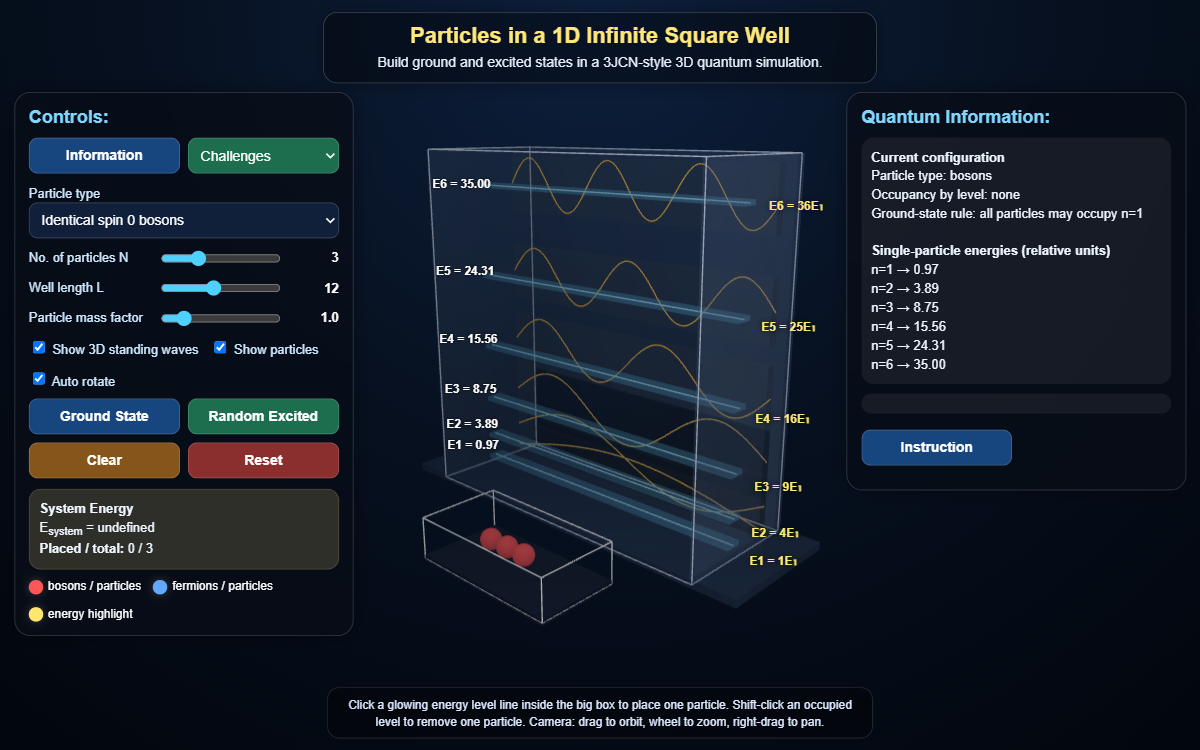 Particles in a 1D Infinite Square Well
Build ground and excited states in a 3JCN-style 3D quantum simulation.
Controls:
Information
Challenges
Particle type
Identical spin 0 bosons
No. of particles N 3
Well length L 12
Particle mass factor 1.0
Show 3D standing waves Show particles
Auto rotate
Ground State
Random Excited
Clear
Reset
System Energy
Esystem = undefined
Placed / total: 0 / 3
bosons / particles fermions / particles
energy highlight
E6 = 35.00
E6 = 36E₁
E5 = 24.31
E5 = 25E₁
E4 = 15.56
E4 = 16E₁
E3 = 8.75
E3 = 9E₁
E2 = 3.89
E2 = 4E₁
E1 = 0.97
E1 = 1E₁
Quantum Information:
Current configuration
Particle type: bosons
Occupancy by level: none
Ground-state rule: all particles may occupy n=1
Single-particle energies (relative units)
n=1 → 0.97
n=2 → 3.89
n=3 → 8.75
n=4 → 15.56
n=5 → 24.31
n=6 → 35.00
Instruction
Click a glowing energy level line inside the big box to place one particle. Shift-click an occupied
level to remove one particle. Camera: drag to orbit, wheel to zoom, right-drag to pan.